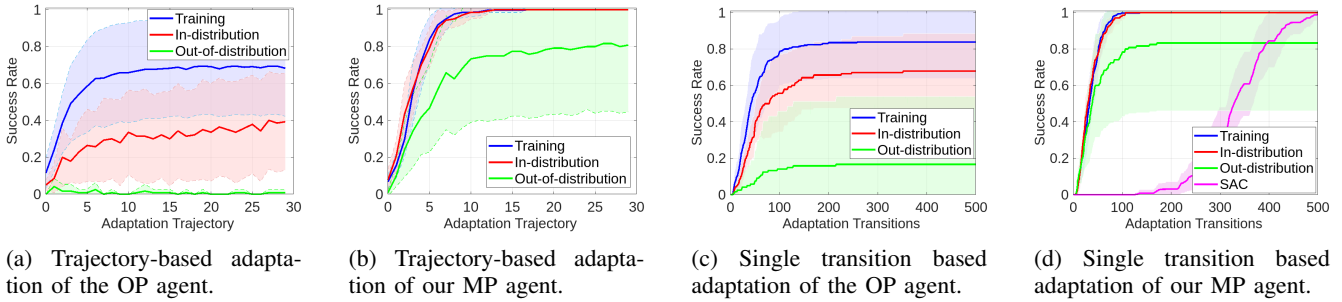 Success Rate
1
0.8
0.6
0.4
0.2
0
0 5 10 15 20 25 30
Adaptation Trajectory
Training
In-distribution
Out-of-distribution
(a) Trajectory-based adapta-
tion of the OP agent.
Success Rate
1
0.8
0.6
0.4
0.2
0
0 5 10 15 20 25 30
Adaptation Trajectory
Training
In-distribution
Out-of-distribution
(b) Trajectory-based adapta-
tion of our MP agent.
Success Rate
1
0.8
0.6
0.4
0.2
0
0 100 200 300 400 500
Adaptation Transitions
Training
In-distribution
Out-distribution
(c) Single transition based
adaptation of the OP agent.
Success Rate
1
0.8
0.6
0.4
0.2
0
0 100 200 300 400 500
Adaptation Transitions
Training
In-distribution
Out-distribution
SAC
(d) Single transition based
adaptation of our MP agent.